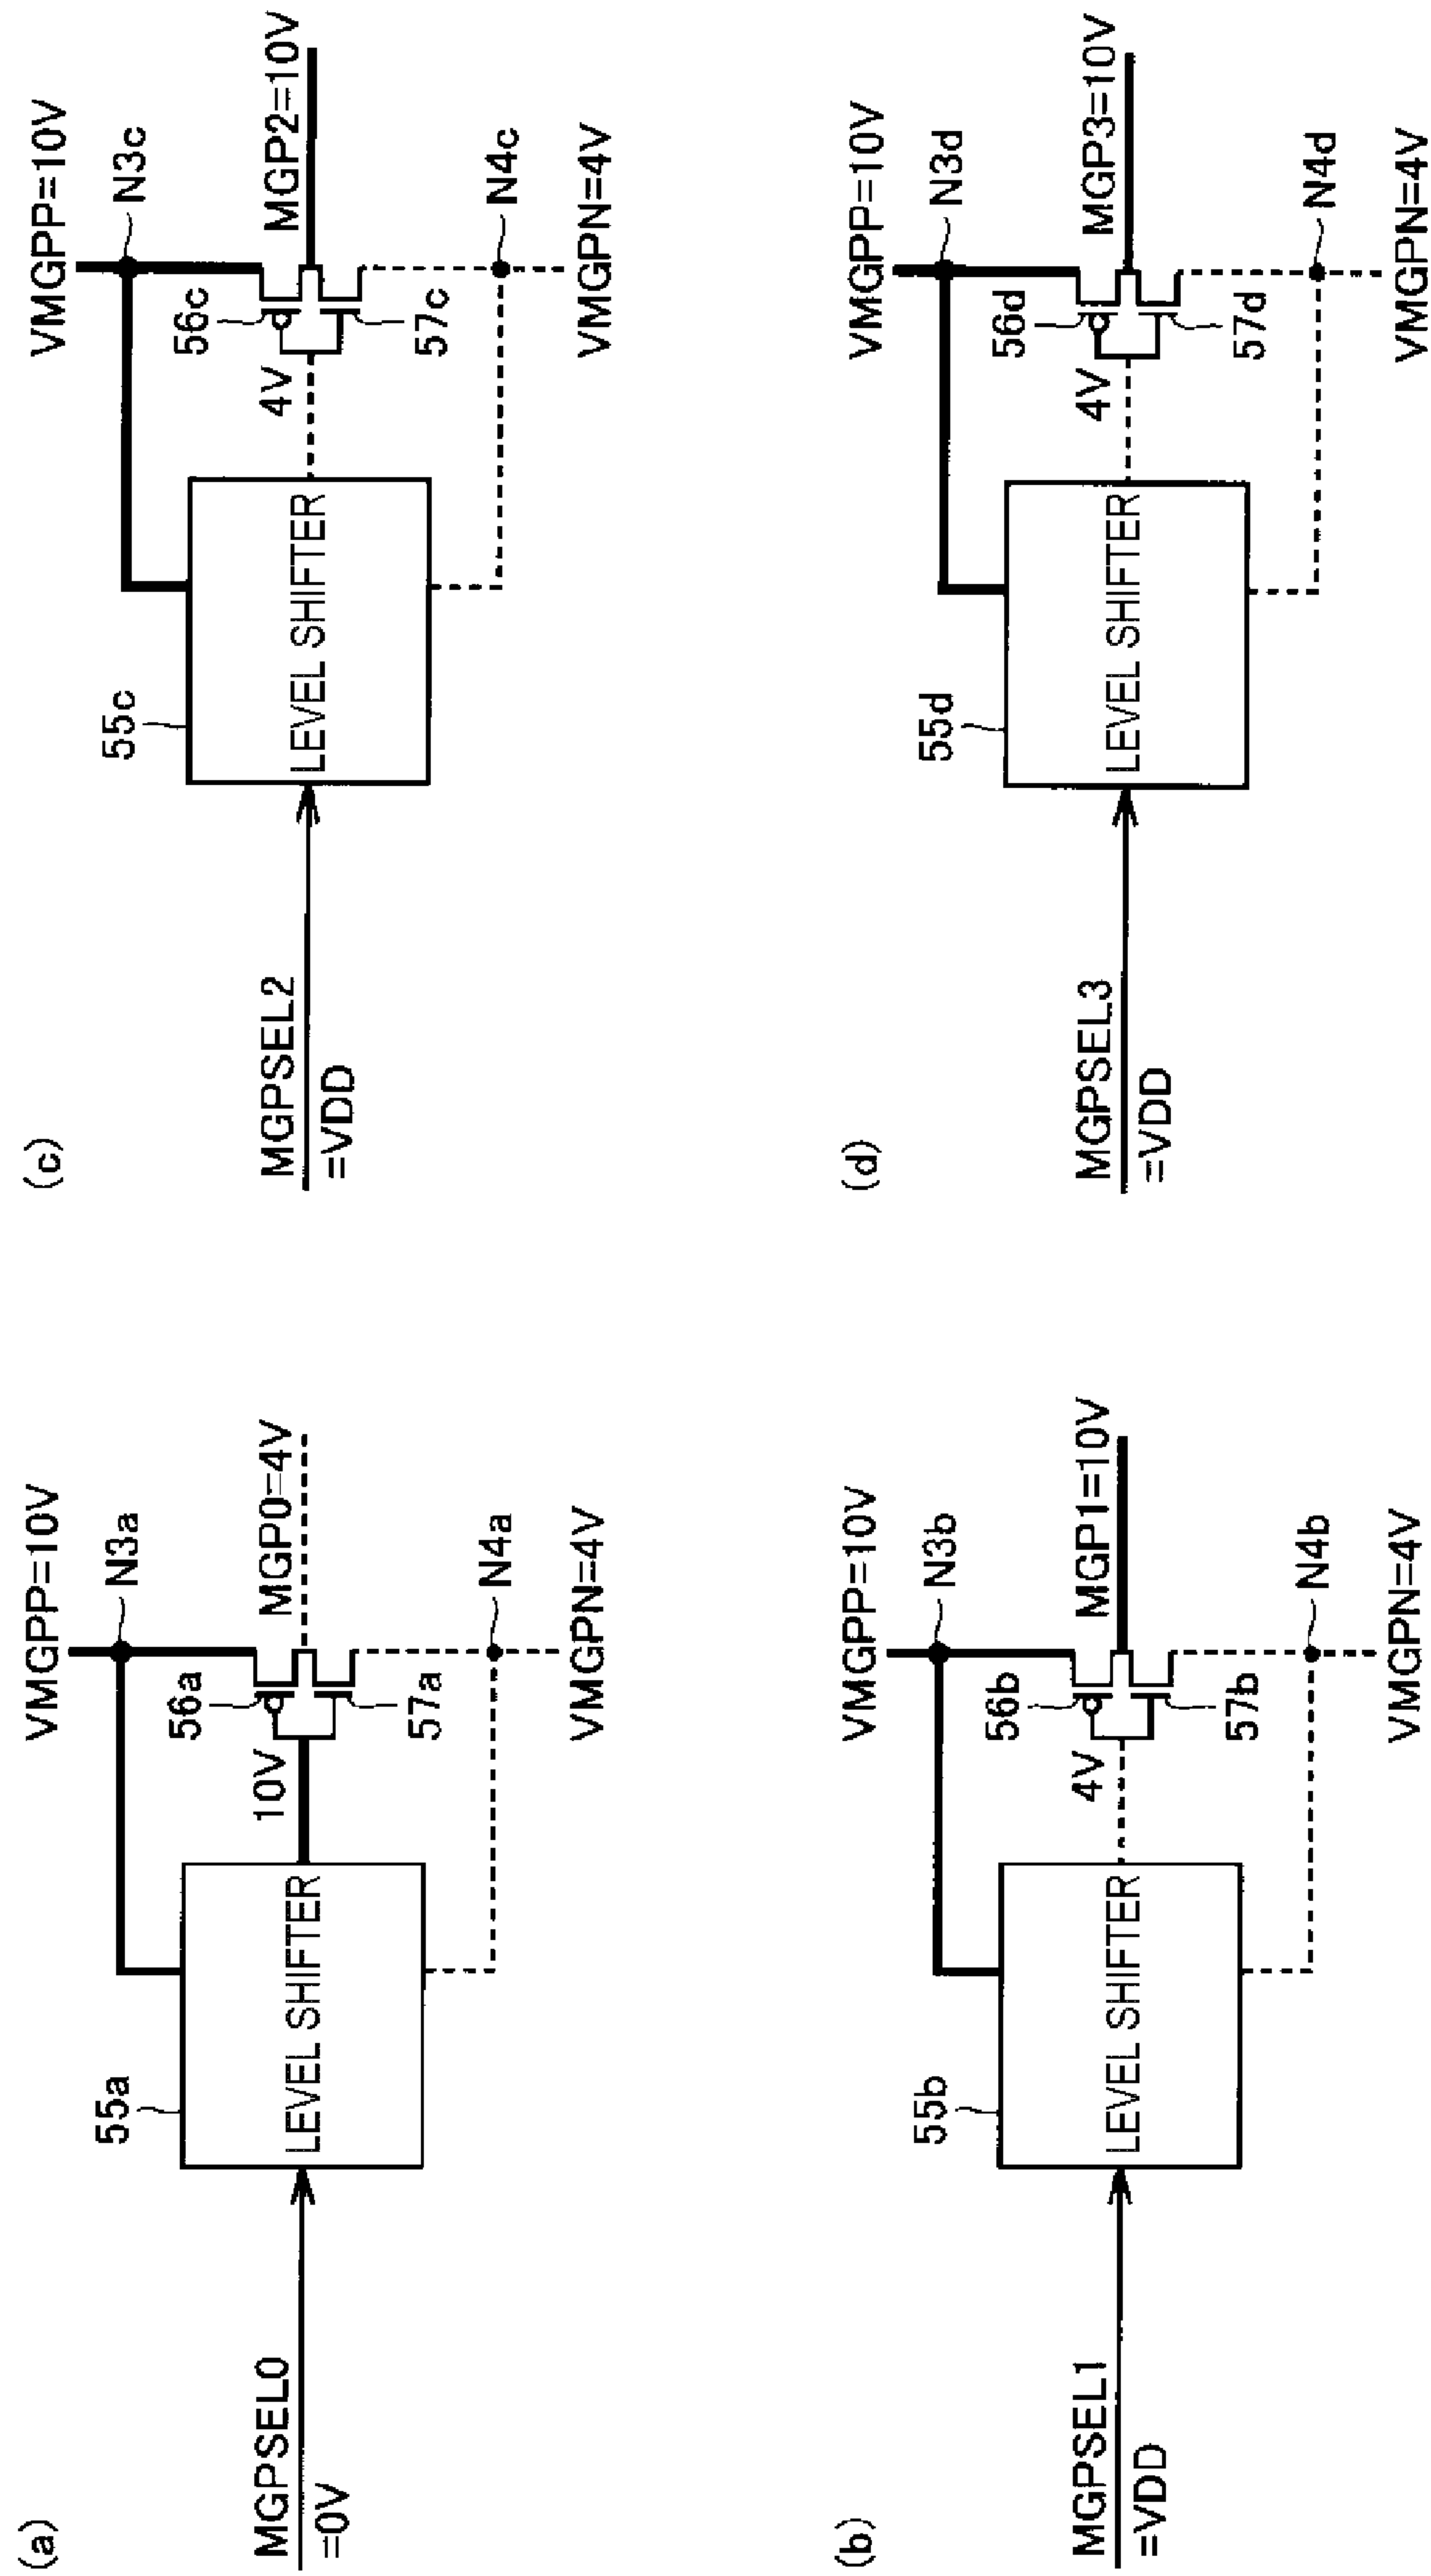 (a)
VMGPP=10V
N3a
55a
56a
MGPSEL0
=0V
LEVEL SHIFTER
10V
MGP0=4V
57a
N4a
VMGPN=4V
(b)
VMGPP=10V
N3b
55b
56b
MGPSEL1
=VDD
LEVEL SHIFTER
4V
MGP1=10V
57b
N4b
VMGPN=4V
(c)
VMGPP=10V
N3c
55c
56c
MGPSEL2
=VDD
LEVEL SHIFTER
4V
MGP2=10V
57c
N4c
VMGPN=4V
(d)
VMGPP=10V
N3d
55d
56d
MGPSEL3
=VDD
LEVEL SHIFTER
4V
MGP3=10V
57d
N4d
VMGPN=4V